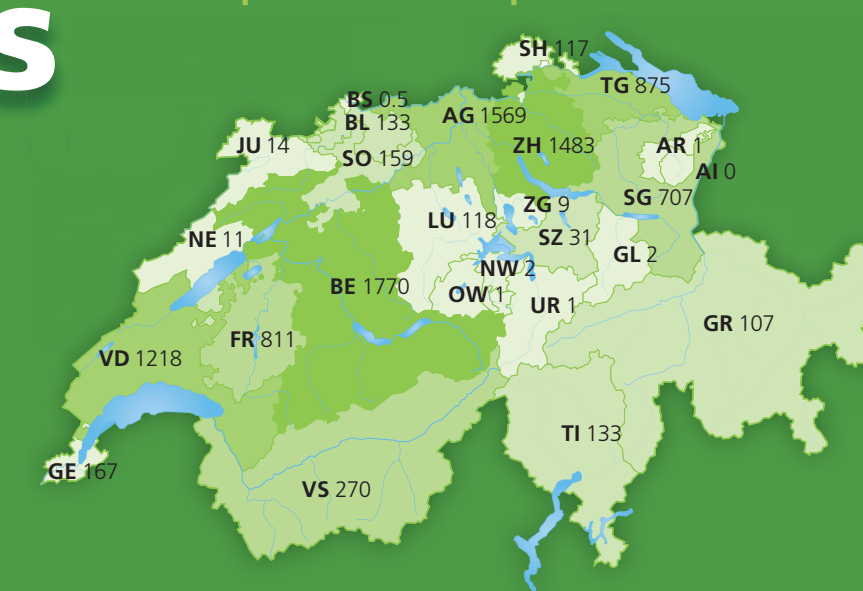 s
SH 117
TG 875
BS 0.5
BL 133
AG 1569
ZH 1483
JU 14
SO 159
AR 1
AI 0
SG 707
ZG 9
LU 118
SZ 31
NE 11
GL 2
NW 2
BE 1770
OW 1
UR 1
GR 107
FR 811
VD 1218
TI 133
GE 167
VS 270